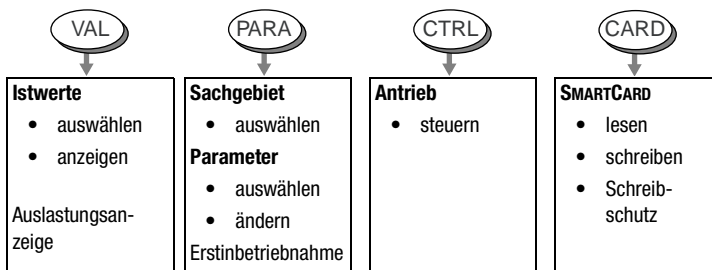 VAL
PARA
CTRL
CARD
Istwerte
• auswählen
• anzeigen
Auslastungsan-
zeige
Sachgebiet
• auswählen
Parameter
• auswählen
• ändern
Erstinbetriebnahme
Antrieb
• steuern
SMARTCARD
• lesen
• schreiben
• Schreib-
schutz